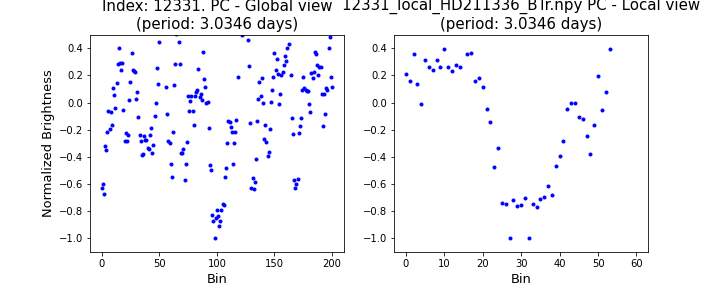 Index: 12331. PC - Global view
(period: 3.0346 days)
12331_local_HD211336_BTr.npy PC - Local view
(period: 3.0346 days)
Normalized Brightness
0.4
0.2
0.0
−0.2
−0.4
−0.6
−0.8
−1.0
0 50 100 150 200
Bin
0.4
0.2
0.0
−0.2
−0.4
−0.6
−0.8
−1.0
0 10 20 30 40 50 60
Bin